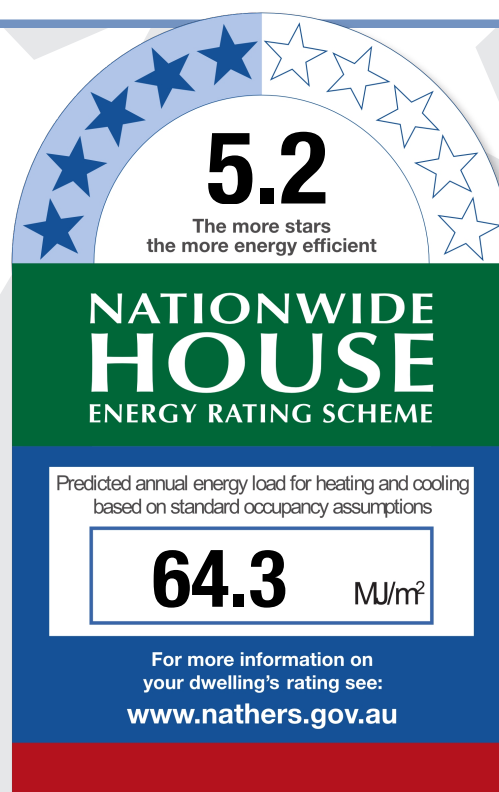 5.2
The more stars
the more energy efficient
NATIONWIDE
HOUSE
ENERGY RATING SCHEME
Predicted annual energy load for heating and cooling
based on standard occupancy assumptions
64.3 MJ/m²
For more information on
your dwelling's rating see:
www.nathers.gov.au